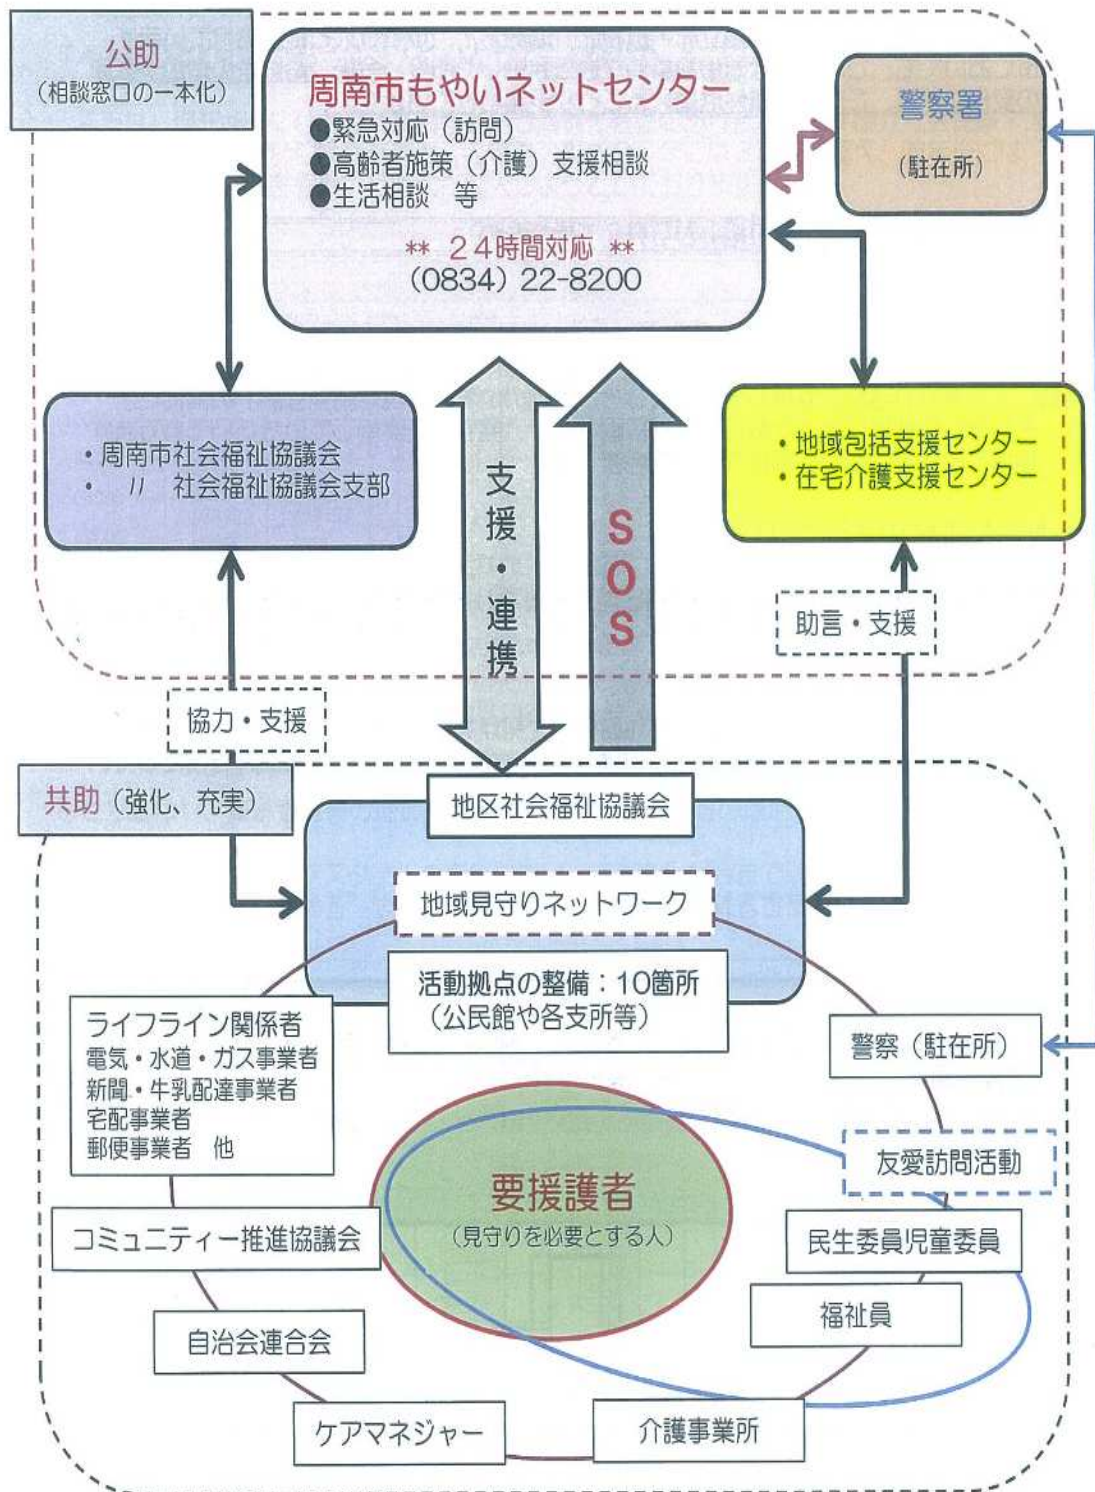 公助
(相談窓口の一本化)
周南市もやいネットセンター
●緊急対応（訪問）
●高齢者施策（介護）支援相談
●生活相談　等
** ２４時間対応 **
(0834) 22-8200
警察署
(駐在所)
・周南市社会福祉協議会
・　〃　社会福祉協議会支部
支援・連携
SOS
・地域包括支援センター
・在宅介護支援センター
助言・支援
協力・支援
共助（強化、充実）
地区社会福祉協議会
地域見守りネットワーク
活動拠点の整備：10箇所
（公民館や各支所等）
ライフライン関係者
電気・水道・ガス事業者
新聞・牛乳配達事業者
宅配事業者
郵便事業者　他
警察（駐在所）
友愛訪問活動
要援護者
（見守りを必要とする人）
コミュニティー推進協議会
民生委員児童委員
福祉員
自治会連合会
ケアマネジャー
介護事業所